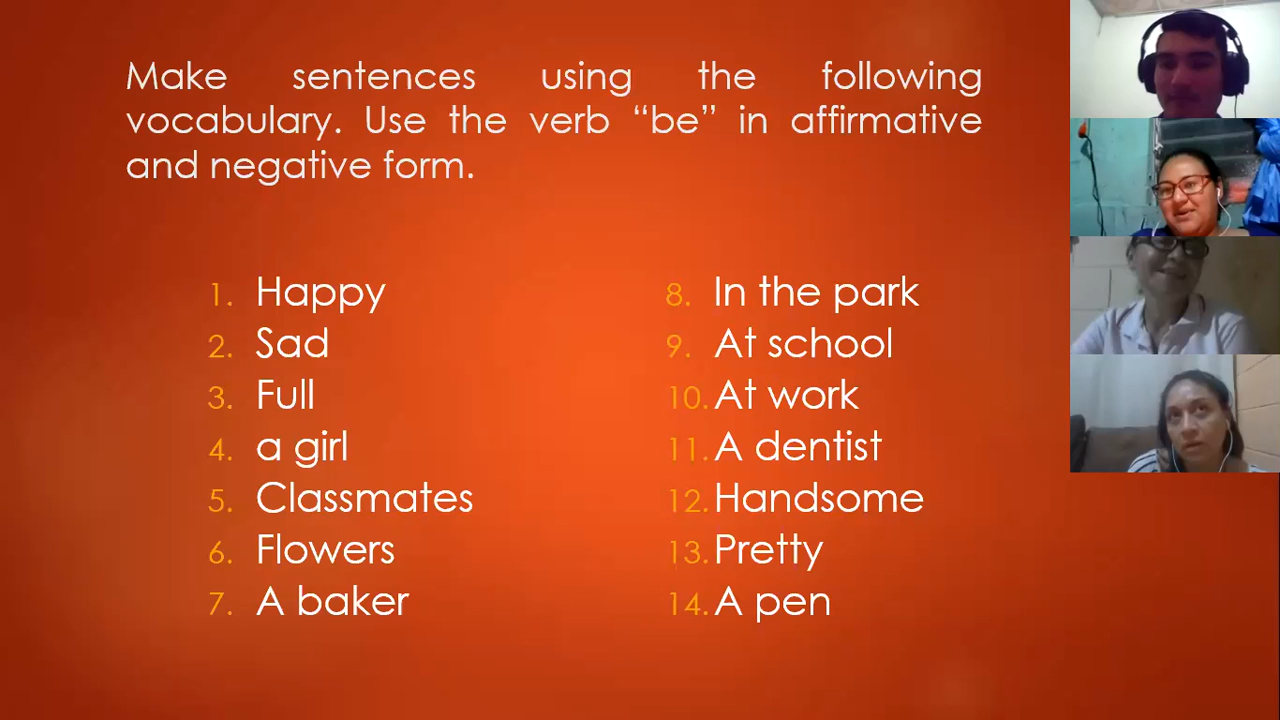 Make sentences using the following
vocabulary. Use the verb “be” in affirmative
and negative form.
1. Happy
2. Sad
3. Full
4. a girl
5. Classmates
6. Flowers
7. A baker
8. In the park
9. At school
10. At work
11. A dentist
12. Handsome
13. Pretty
14. A pen